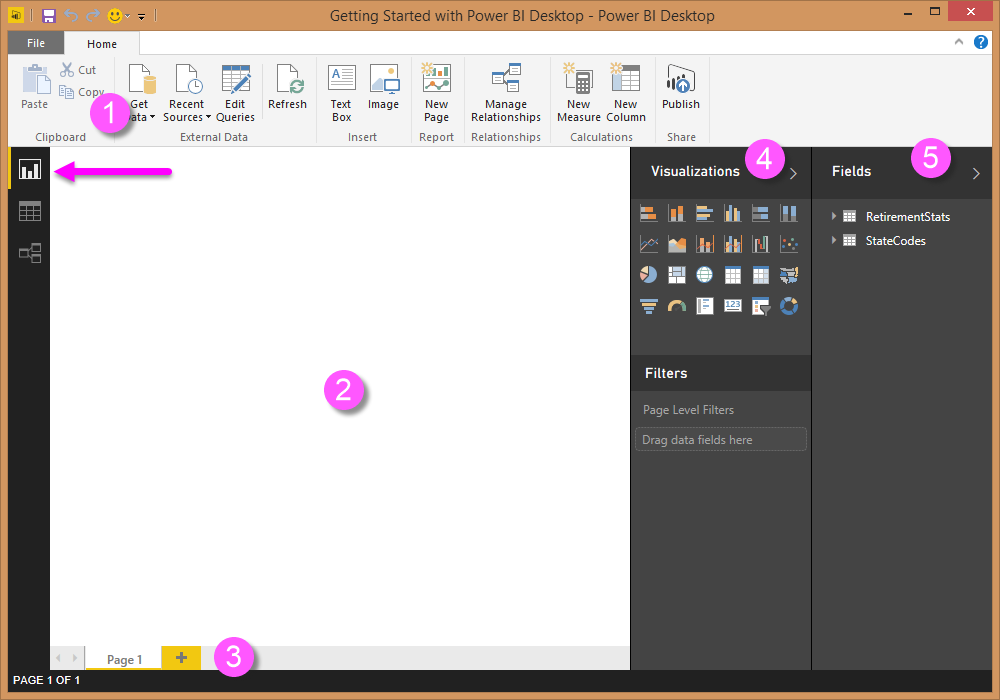 Getting Started with Power BI Desktop - Power BI Desktop
File Home
Cut
Copy
Paste
Get Data
Recent Sources
Edit Queries
Refresh
Text Box
Image
New Page
Manage Relationships
New Measure
New Column
Publish
Clipboard External Data Insert Report Relationships Calculations Share
1
4
5
Visualizations
Fields
RetirementStats
StateCodes
123
Filters
Page Level Filters
Drag data fields here
2
Page 1 +
3
PAGE 1 OF 1